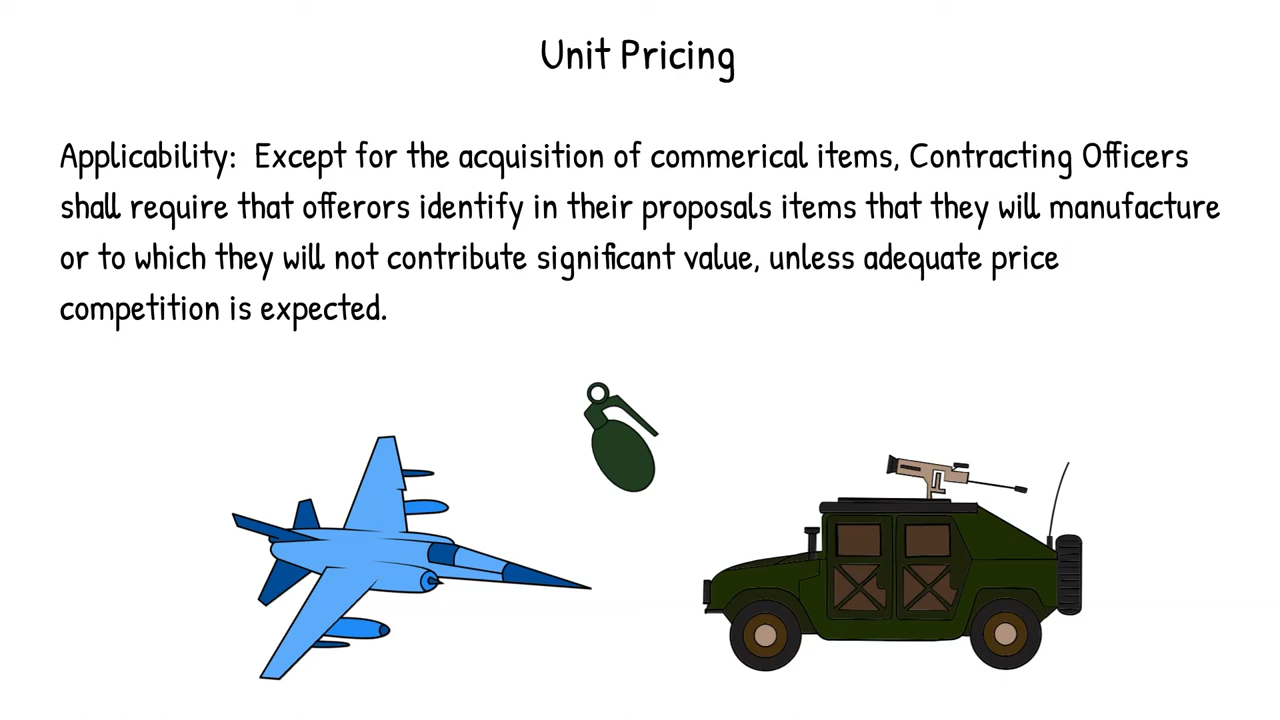 Unit Pricing
Applicability:  Except for the acquisition of commerical items, Contracting Officers
shall require that offerors identify in their proposals items that they will manufacture
or to which they will not contribute significant value, unless adequate price
competition is expected.